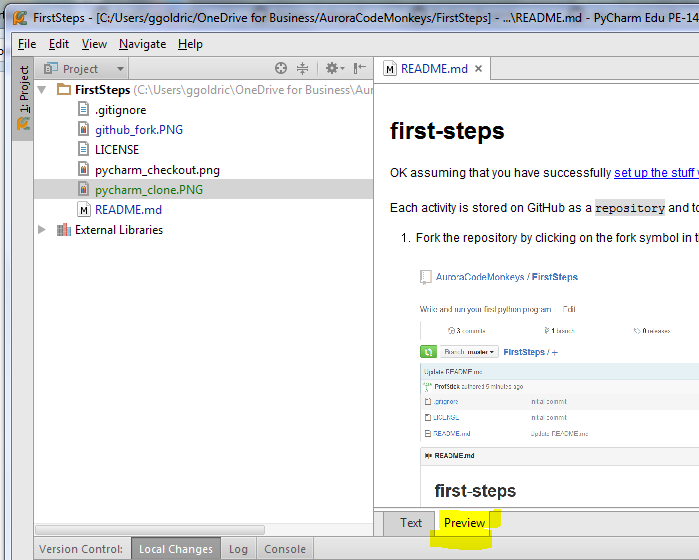 FirstSteps - [C:/Users/ggoldric/OneDrive for Business/AuroraCodeMonkeys/FirstSteps] - ...\README.md - PyCharm Edu PE-14
File Edit View Navigate Help
1: Project
Project
FirstSteps (C:\Users\ggoldric\OneDrive for Business\Aur
.gitignore
github_fork.PNG
LICENSE
pycharm_checkout.png
pycharm_clone.PNG
README.md
External Libraries
README.md
first-steps
OK assuming that you have successfully set up the stuff
Each activity is stored on GitHub as a repository and to
1. Fork the repository by clicking on the fork symbol in t
AuroraCodeMonkeys / FirstSteps
Write and run your first python program Edit
3 commits 1 branch 0 releases
Branch: master FirstSteps / +
Update README.md
ProfStick authored 9 minutes ago
.gitignore Initial commit
LICENSE Initial commit
README.md Update README.md
README.md
first-steps
Text Preview
Version Control: Local Changes Log Console